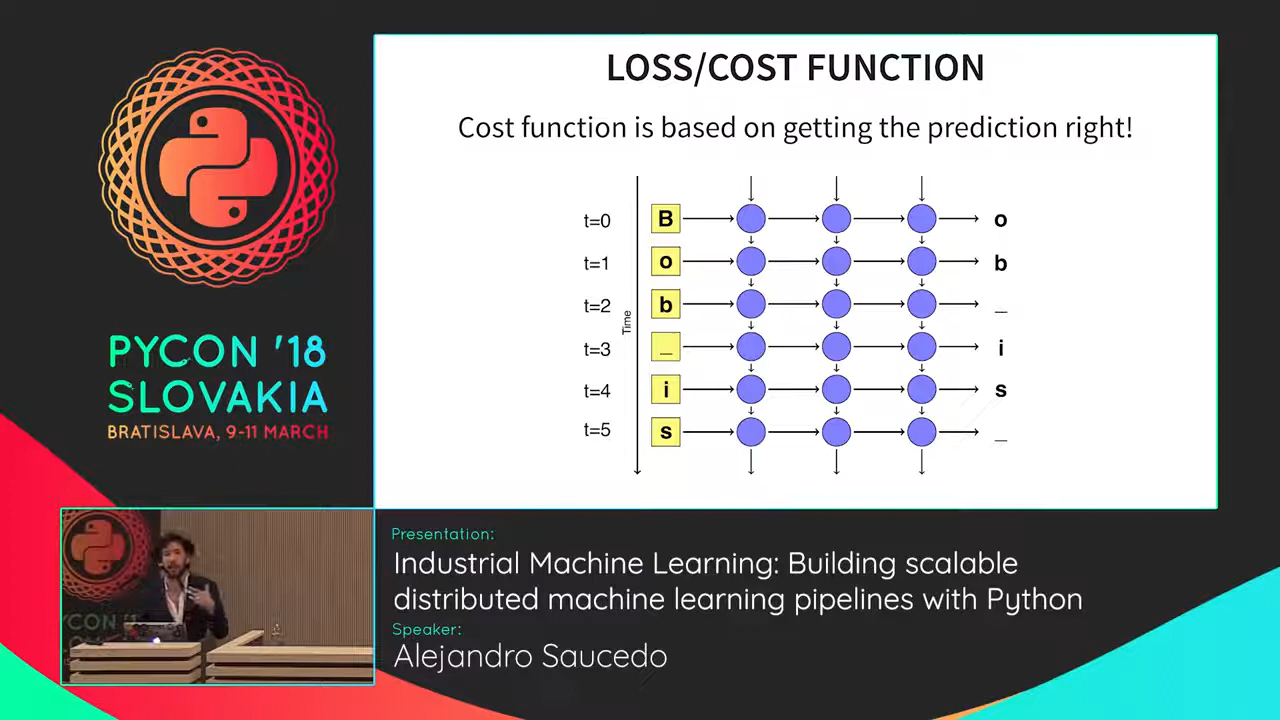 PYCON '18
SLOVAKIA
BRATISLAVA, 9-11 MARCH
LOSS/COST FUNCTION
Cost function is based on getting the prediction right!
Time
t=0 B o
t=1 o b
t=2 b _
t=3 _ i
t=4 i s
t=5 s _
Presentation:
Industrial Machine Learning: Building scalable
distributed machine learning pipelines with Python
Speaker:
Alejandro Saucedo